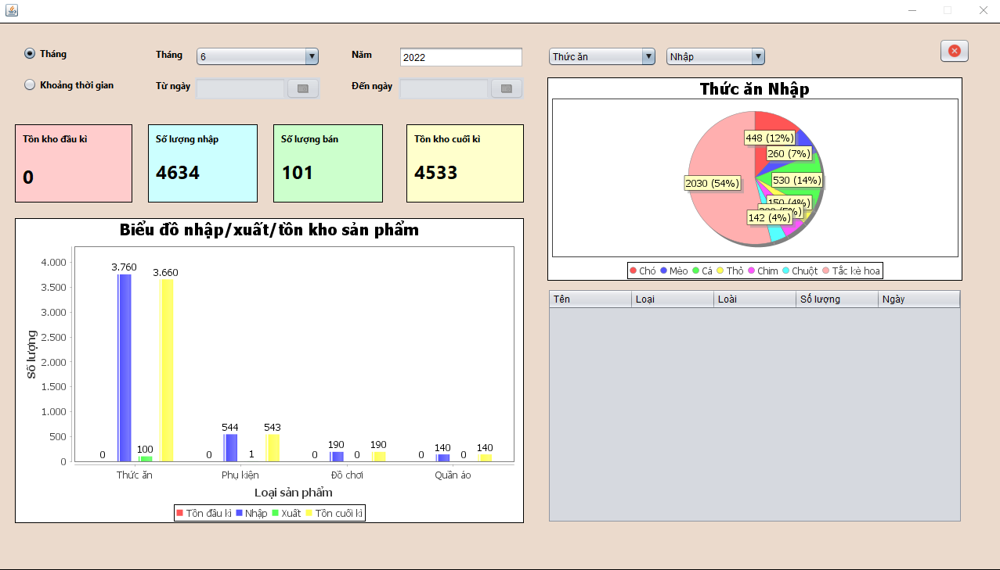 Tháng
Tháng
6
Năm
2022
Khoảng thời gian
Từ ngày
Đến ngày
Thức ăn
Nhập
Tồn kho đầu kì
0
Số lượng nhập
4634
Số lượng bán
101
Tồn kho cuối kì
4533
Biểu đồ nhập/xuất/tồn kho sản phẩm
Số lượng
4.000
3.500
3.000
2.500
2.000
1.500
1.000
500
0
0
3.760
100
3.660
0
544
1
543
0
190
0
190
0
140
0
140
Thức ăn
Phụ kiện
Đồ chơi
Quần áo
Loại sản phẩm
Tồn đầu kì Nhập Xuất Tồn cuối kì
Thức ăn Nhập
448 (12%)
260 (7%)
530 (14%)
2030 (54%)
150 (4%)
142 (4%)
Chó Mèo Cá Thỏ Chim Chuột Tắc kè hoa
Tên Loại Loài Số lượng Ngày